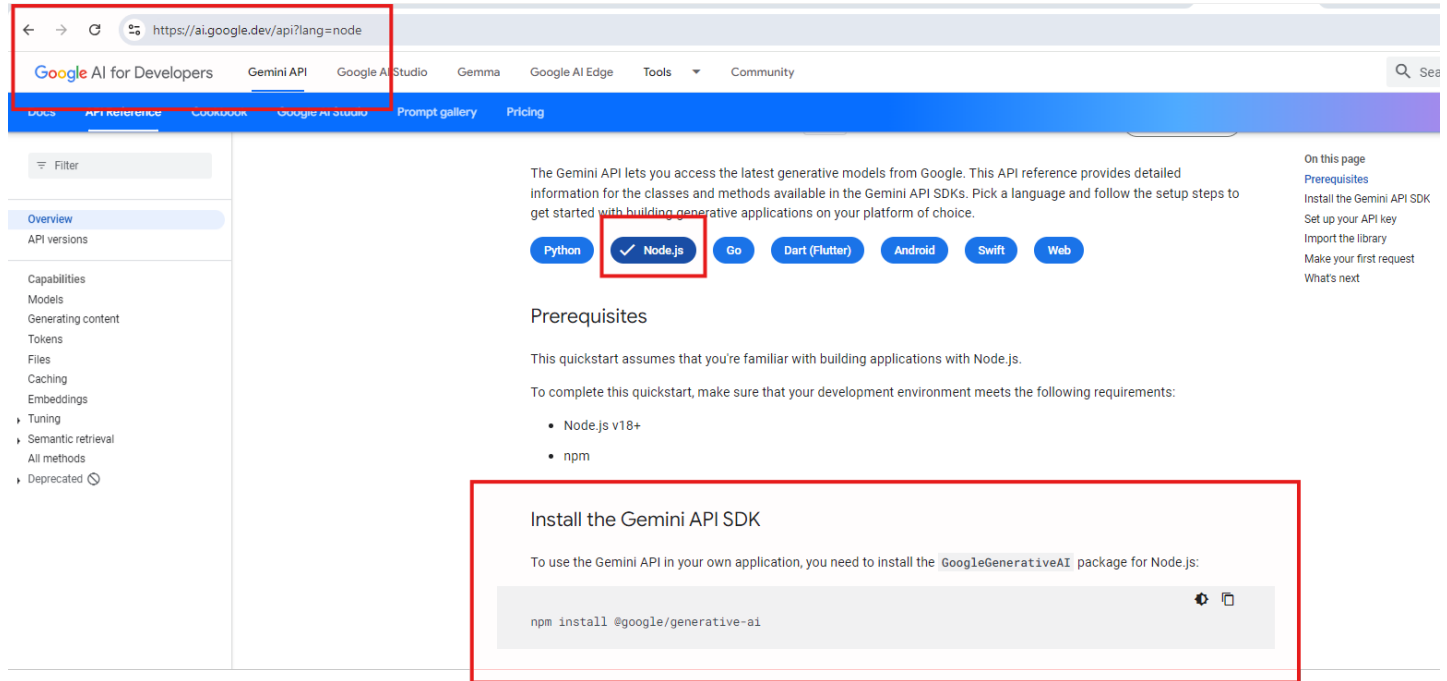 https://ai.google.dev/api?lang=node
Google AI for Developers Gemini API Google AI Studio Gemma Google AI Edge Tools Community
Docs API Reference Cookbook Google AI Studio Prompt gallery Pricing
Filter
Overview
API versions
Capabilities
Models
Generating content
Tokens
Files
Caching
Embeddings
Tuning
Semantic retrieval
All methods
Deprecated
The Gemini API lets you access the latest generative models from Google. This API reference provides detailed
information for the classes and methods available in the Gemini API SDKs. Pick a language and follow the setup steps to
get started with building generative applications on your platform of choice.
Python Node.js Go Dart (Flutter) Android Swift Web
Prerequisites
This quickstart assumes that you're familiar with building applications with Node.js.
To complete this quickstart, make sure that your development environment meets the following requirements:
• Node.js v18+
• npm
Install the Gemini API SDK
To use the Gemini API in your own application, you need to install the GoogleGenerativeAI package for Node.js:
npm install @google/generative-ai
On this page
Prerequisites
Install the Gemini API SDK
Set up your API key
Import the library
Make your first request
What's next